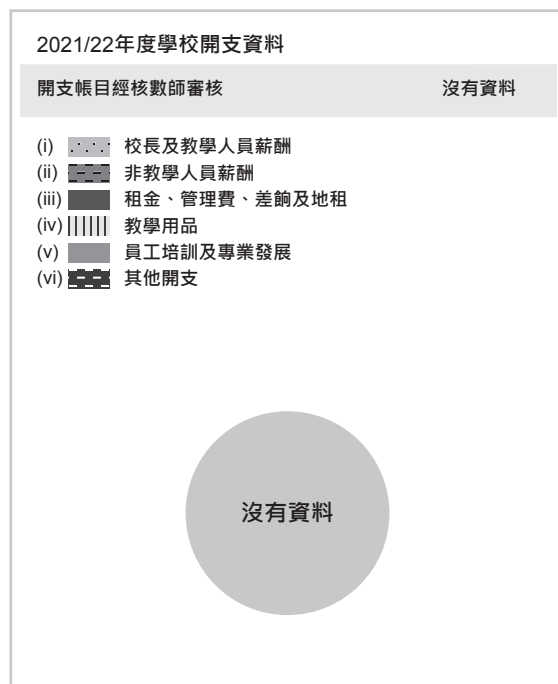 2021/22年度學校開支資料
開支帳目經核數師審核 沒有資料
(i) 校長及教學人員薪酬
(ii) 非教學人員薪酬
(iii) 租金、管理費、差餉及地租
(iv) 教學用品
(v) 員工培訓及專業發展
(vi) 其他開支
沒有資料